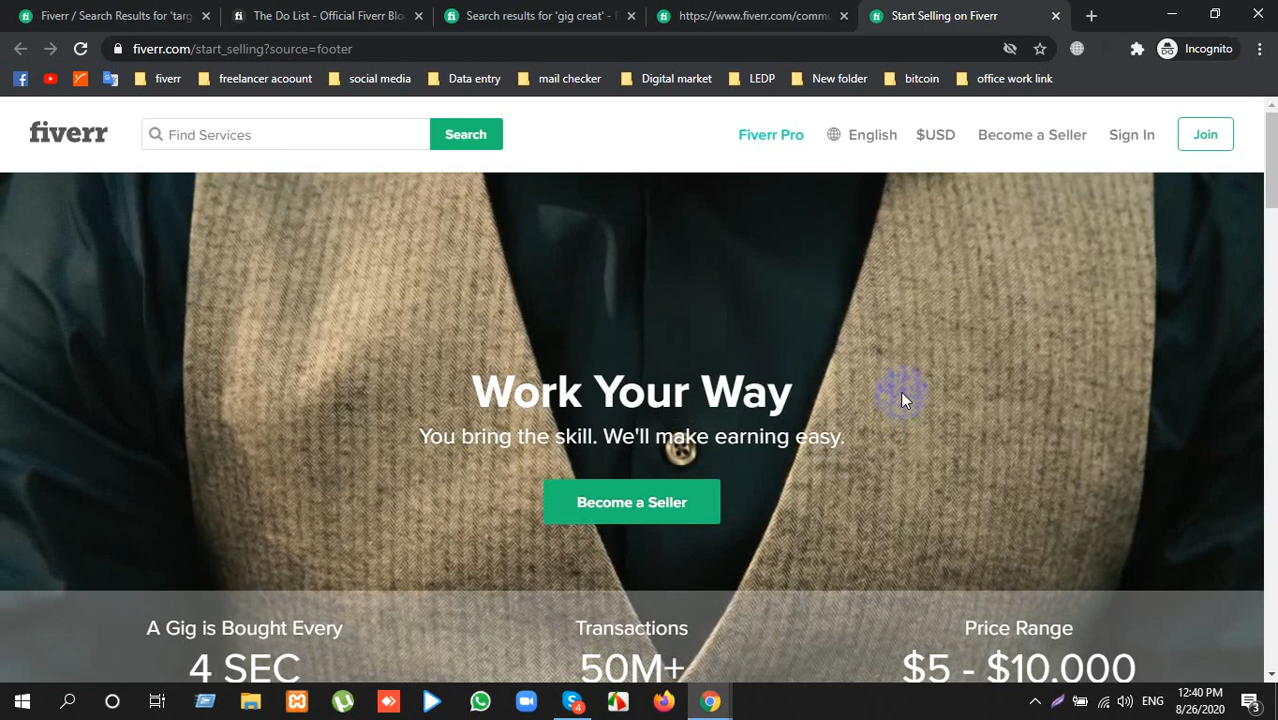 Fiverr / Search Results for 'targ
The Do List - Official Fiverr Blo
Search results for 'gig creat' - F
https://www.fiverr.com/commu
Start Selling on Fiverr
fiverr.com/start_selling?source=footer
Incognito
fiverr
freelancer acoount
social media
Data entry
mail checker
Digital market
LEDP
New folder
bitcoin
office work link
fiverr
Find Services
Search
Fiverr Pro
English
$USD
Become a Seller
Sign In
Join
Work Your Way
You bring the skill. We'll make earning easy.
Become a Seller
A Gig is Bought Every
Transactions
Price Range
4 SEC
50M+
$5 - $10,000
4
ENG
12:40 PM
8/26/2020
3